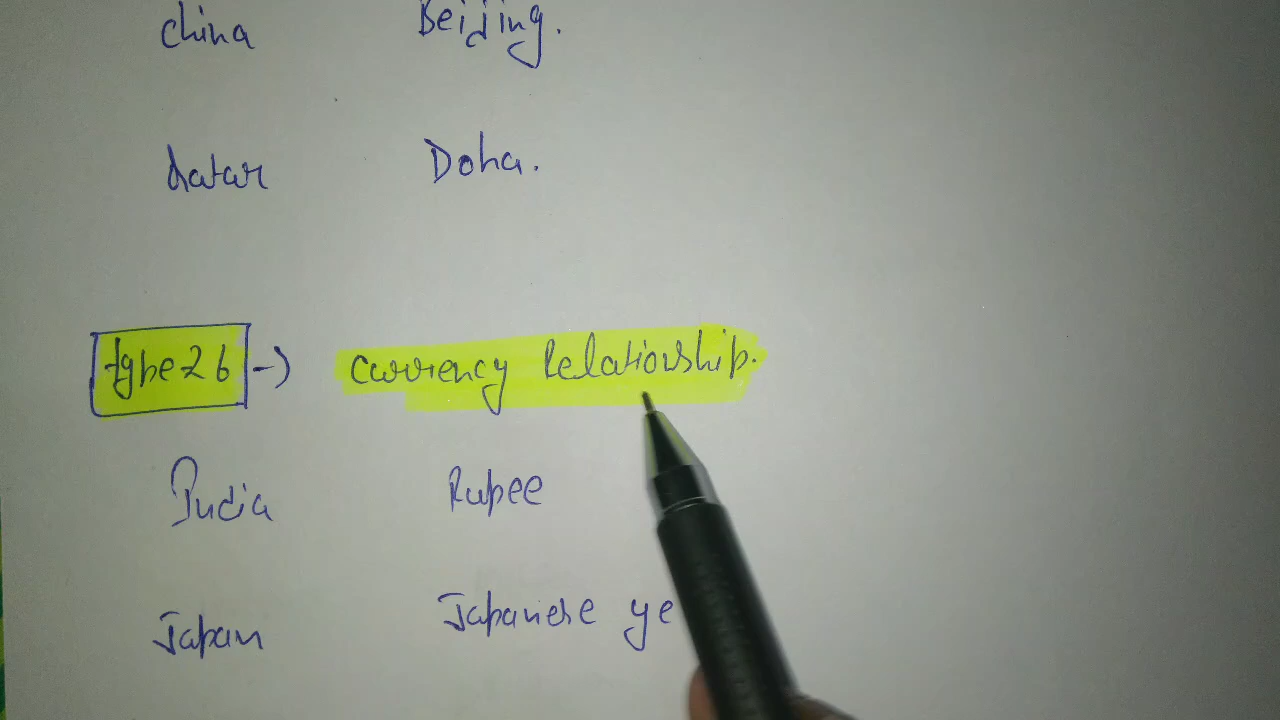 China Beijing.
Qatar Doha.
type 26 -> Currency Relationship.
India Rupee
Japan Japanese ye